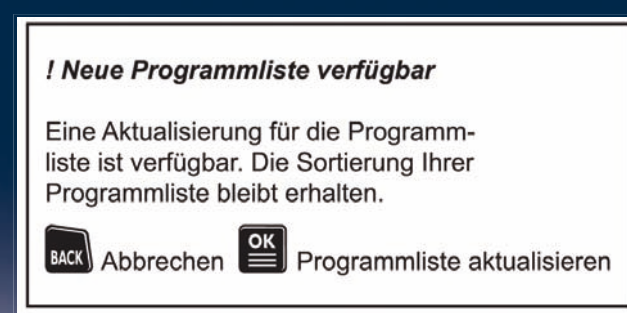 ! Neue Programmliste verfügbar
Eine Aktualisierung für die Programm-
liste ist verfügbar. Die Sortierung Ihrer
Programmliste bleibt erhalten.
BACK Abbrechen OK Programmliste aktualisieren